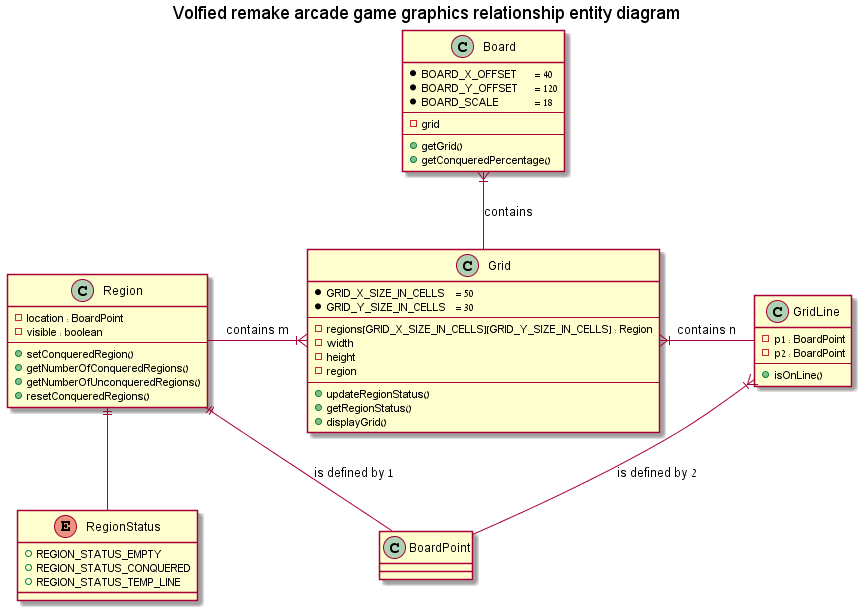 Volfied remake arcade game graphics relationship entity diagram
C Board
BOARD_X_OFFSET = 40
BOARD_Y_OFFSET = 120
BOARD_SCALE = 18
grid
getGrid()
getConqueredPercentage()
contains
C Grid
GRID_X_SIZE_IN_CELLS = 50
GRID_Y_SIZE_IN_CELLS = 30
regions[GRID_X_SIZE_IN_CELLS][GRID_Y_SIZE_IN_CELLS] : Region
width
height
region
updateRegionStatus()
getRegionStatus()
displayGrid()
C Region
location : BoardPoint
visible : boolean
setConqueredRegion()
getNumberOfConqueredRegions()
getNumberOfUnconqueredRegions()
resetConqueredRegions()
contains m
contains n
C GridLine
p1 : BoardPoint
p2 : BoardPoint
isOnLine()
is defined by 1
is defined by 2
E RegionStatus
REGION_STATUS_EMPTY
REGION_STATUS_CONQUERED
REGION_STATUS_TEMP_LINE
C BoardPoint